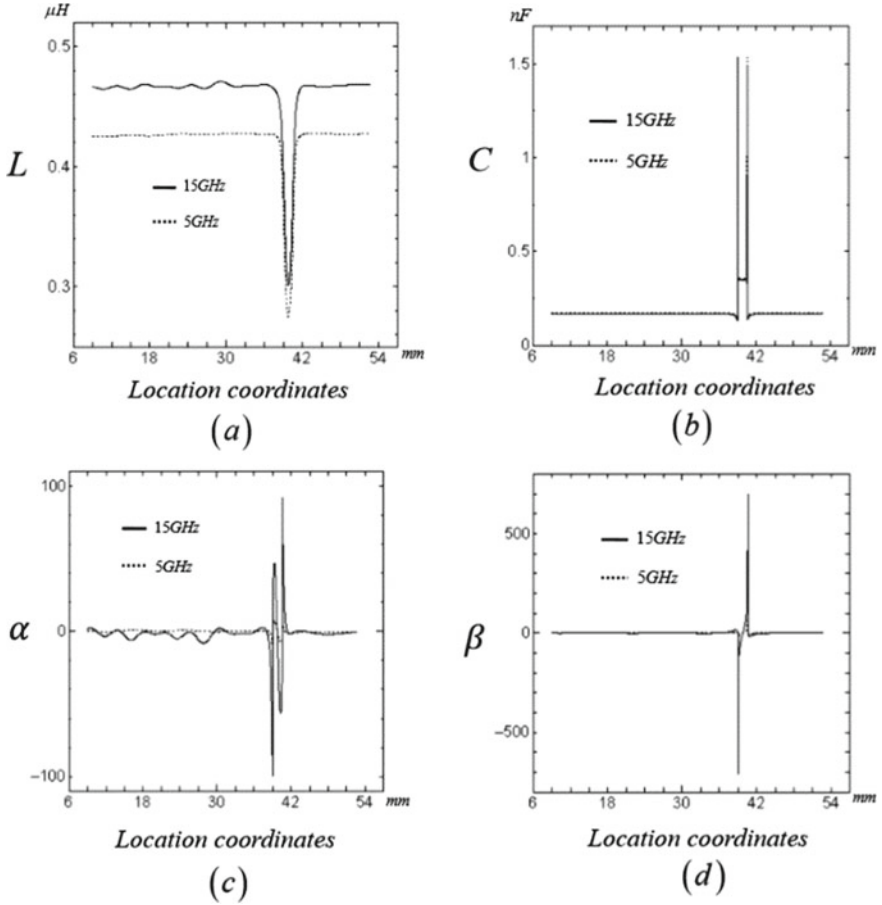 μH
0.5
0.4
0.3
L
15GHz
5GHz
6 18 30 42 54 mm
Location coordinates
(a)
nF
1.5
1
0.5
0
C
15GHz
5GHz
6 18 30 42 54 mm
Location coordinates
(b)
100
0
−100
α
15GHz
5GHz
6 18 30 42 54 mm
Location coordinates
(c)
500
0
−500
β
15GHz
5GHz
6 18 30 42 54 mm
Location coordinates
(d)